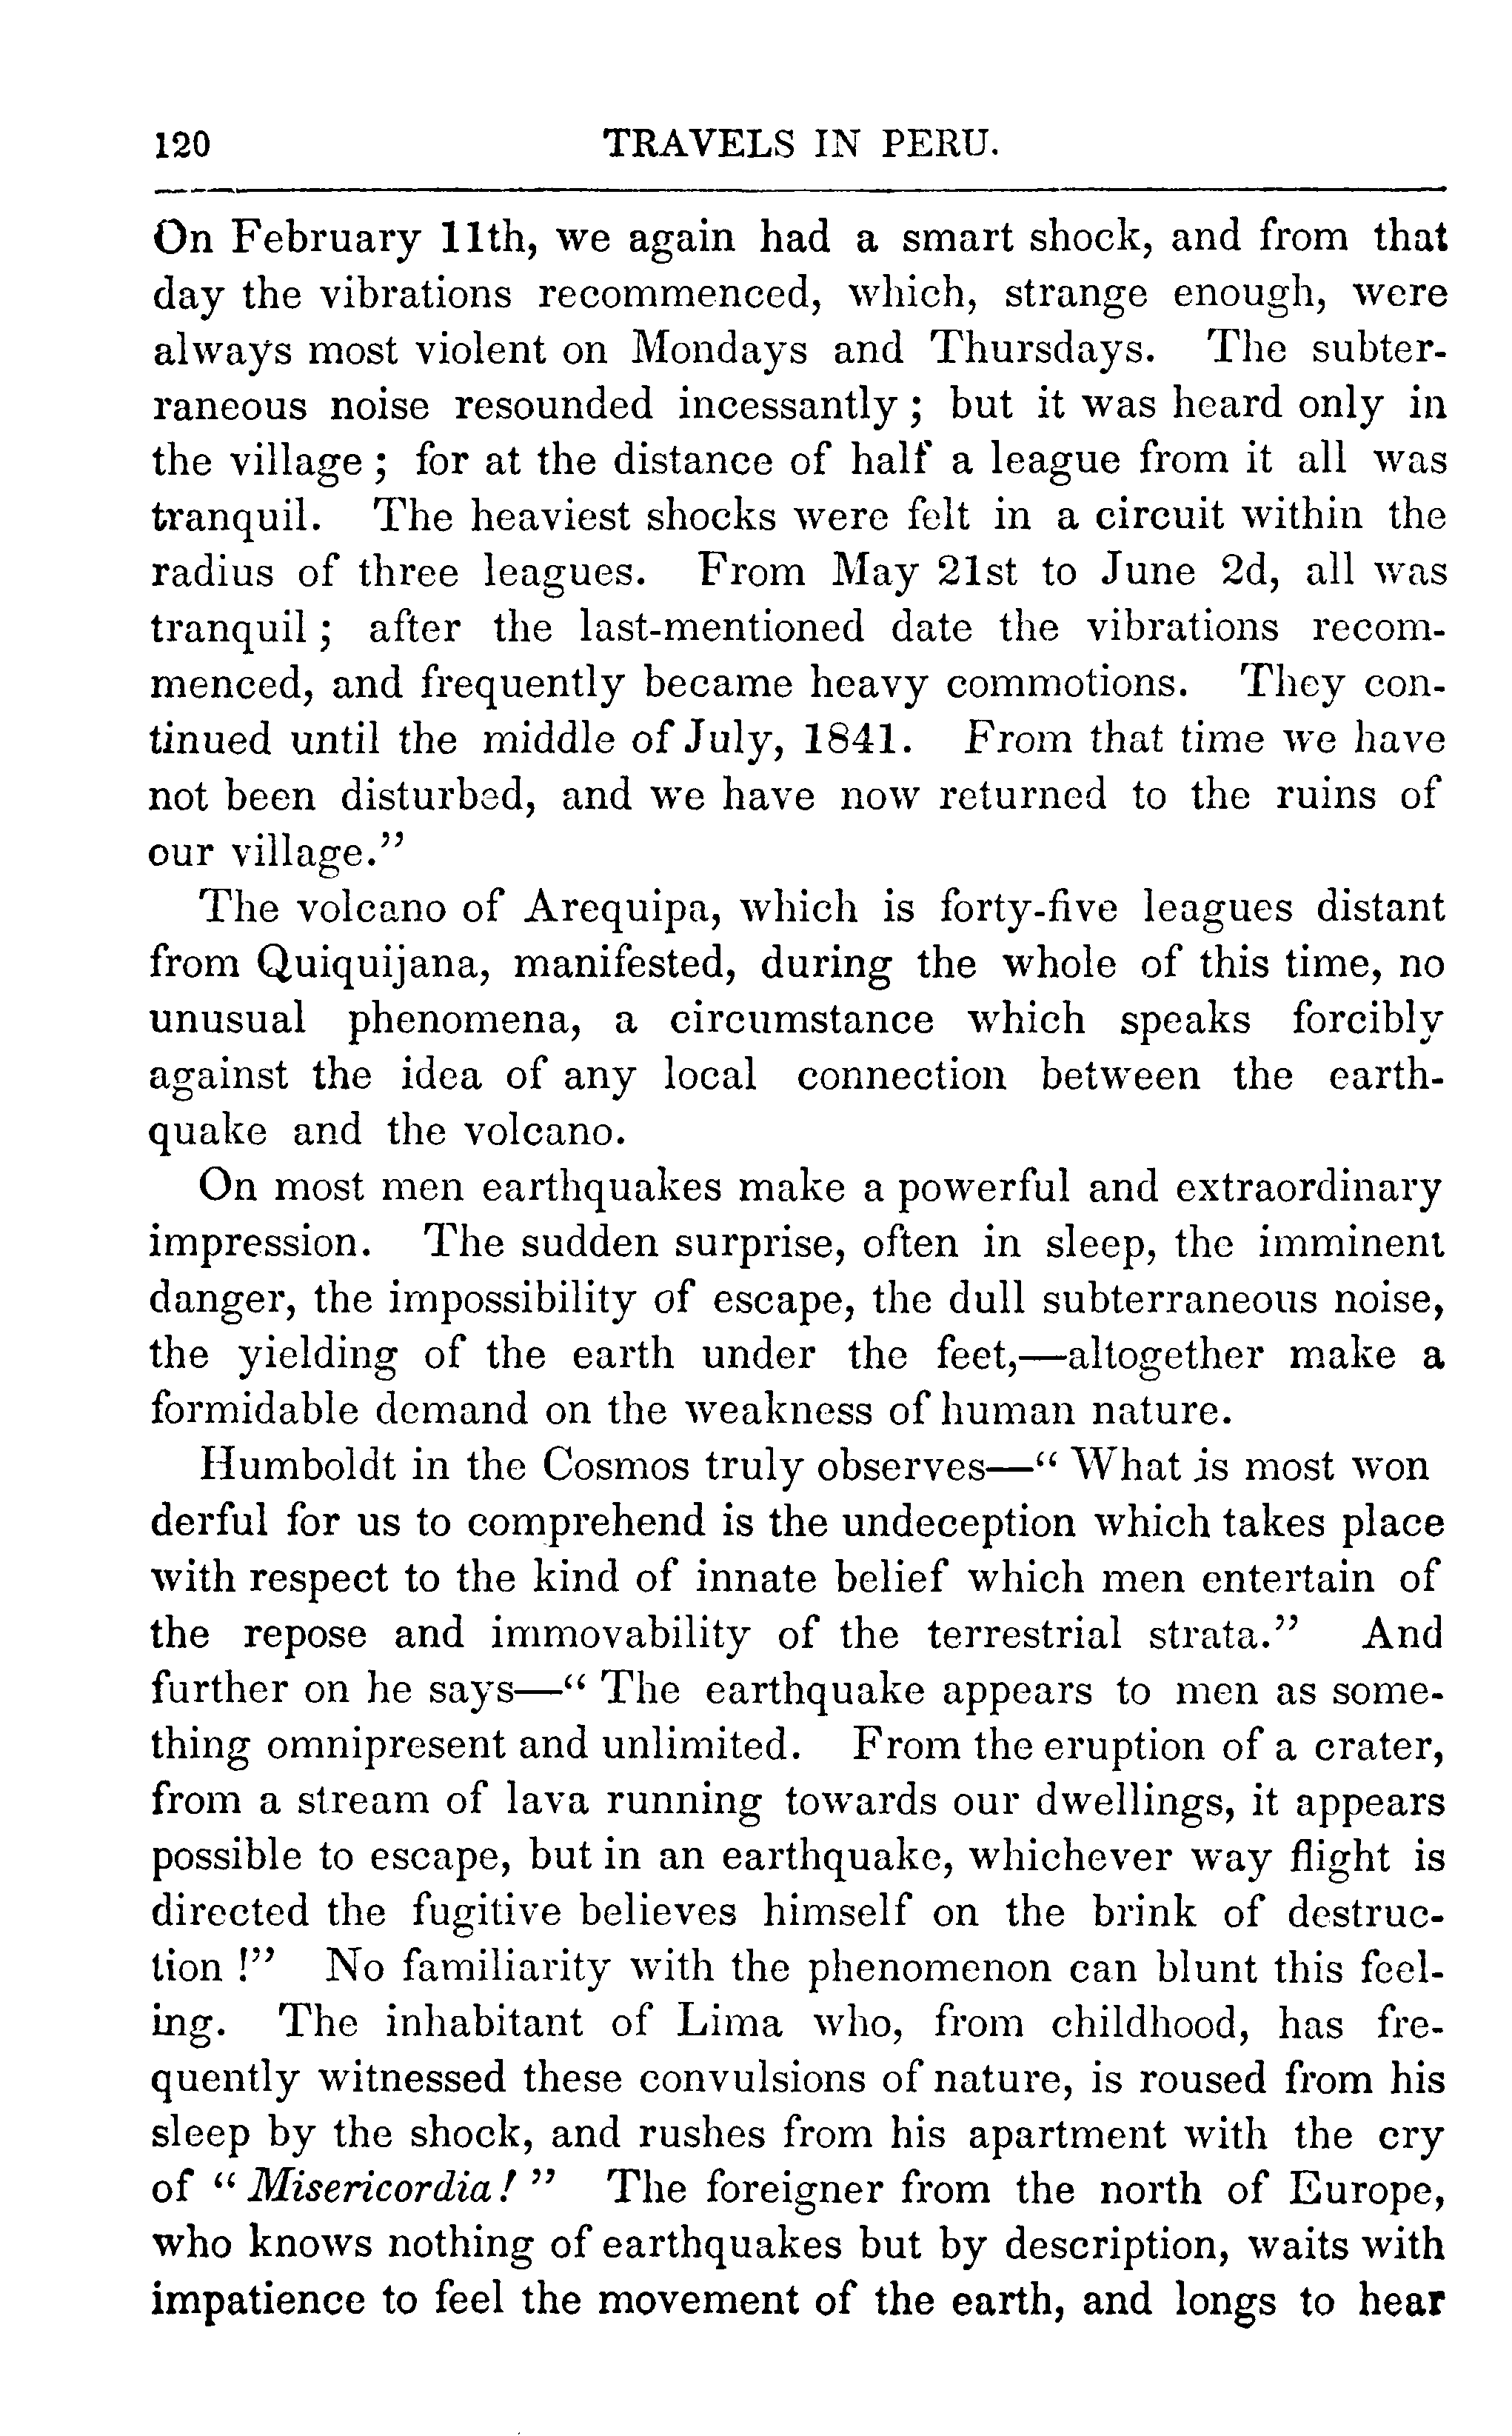 120 TRAVELS IN PERU.
On February 11th, we again had a smart shock, and from that
day the vibrations recommenced, which, strange enough, were
always most violent on Mondays and Thursdays. The subter-
raneous noise resounded incessantly ; but it was heard only in
the village ; for at the distance of half a league from it all was
tranquil. The heaviest shocks were felt in a circuit within the
radius of three leagues. From May 21st to June 2d, all was
tranquil ; after the last-mentioned date the vibrations recom-
menced, and frequently became heavy commotions. They con-
tinued until the middle of July, 1841. From that time we have
not been disturbed, and we have now returned to the ruins of
our village.”
The volcano of Arequipa, which is forty-five leagues distant
from Quiquijana, manifested, during the whole of this time, no
unusual phenomena, a circumstance which speaks forcibly
against the idea of any local connection between the earth-
quake and the volcano.
On most men earthquakes make a powerful and extraordinary
impression. The sudden surprise, often in sleep, the imminent
danger, the impossibility of escape, the dull subterraneous noise,
the yielding of the earth under the feet,—altogether make a
formidable demand on the weakness of human nature.
Humboldt in the Cosmos truly observes—“ What is most won
derful for us to comprehend is the undeception which takes place
with respect to the kind of innate belief which men entertain of
the repose and immovability of the terrestrial strata.” And
further on he says—“ The earthquake appears to men as some-
thing omnipresent and unlimited. From the eruption of a crater,
from a stream of lava running towards our dwellings, it appears
possible to escape, but in an earthquake, whichever way flight is
directed the fugitive believes himself on the brink of destruc-
tion !” No familiarity with the phenomenon can blunt this feel-
ing. The inhabitant of Lima who, from childhood, has fre-
quently witnessed these convulsions of nature, is roused from his
sleep by the shock, and rushes from his apartment with the cry
of “ Misericordia ! ” The foreigner from the north of Europe,
who knows nothing of earthquakes but by description, waits with
impatience to feel the movement of the earth, and longs to hear